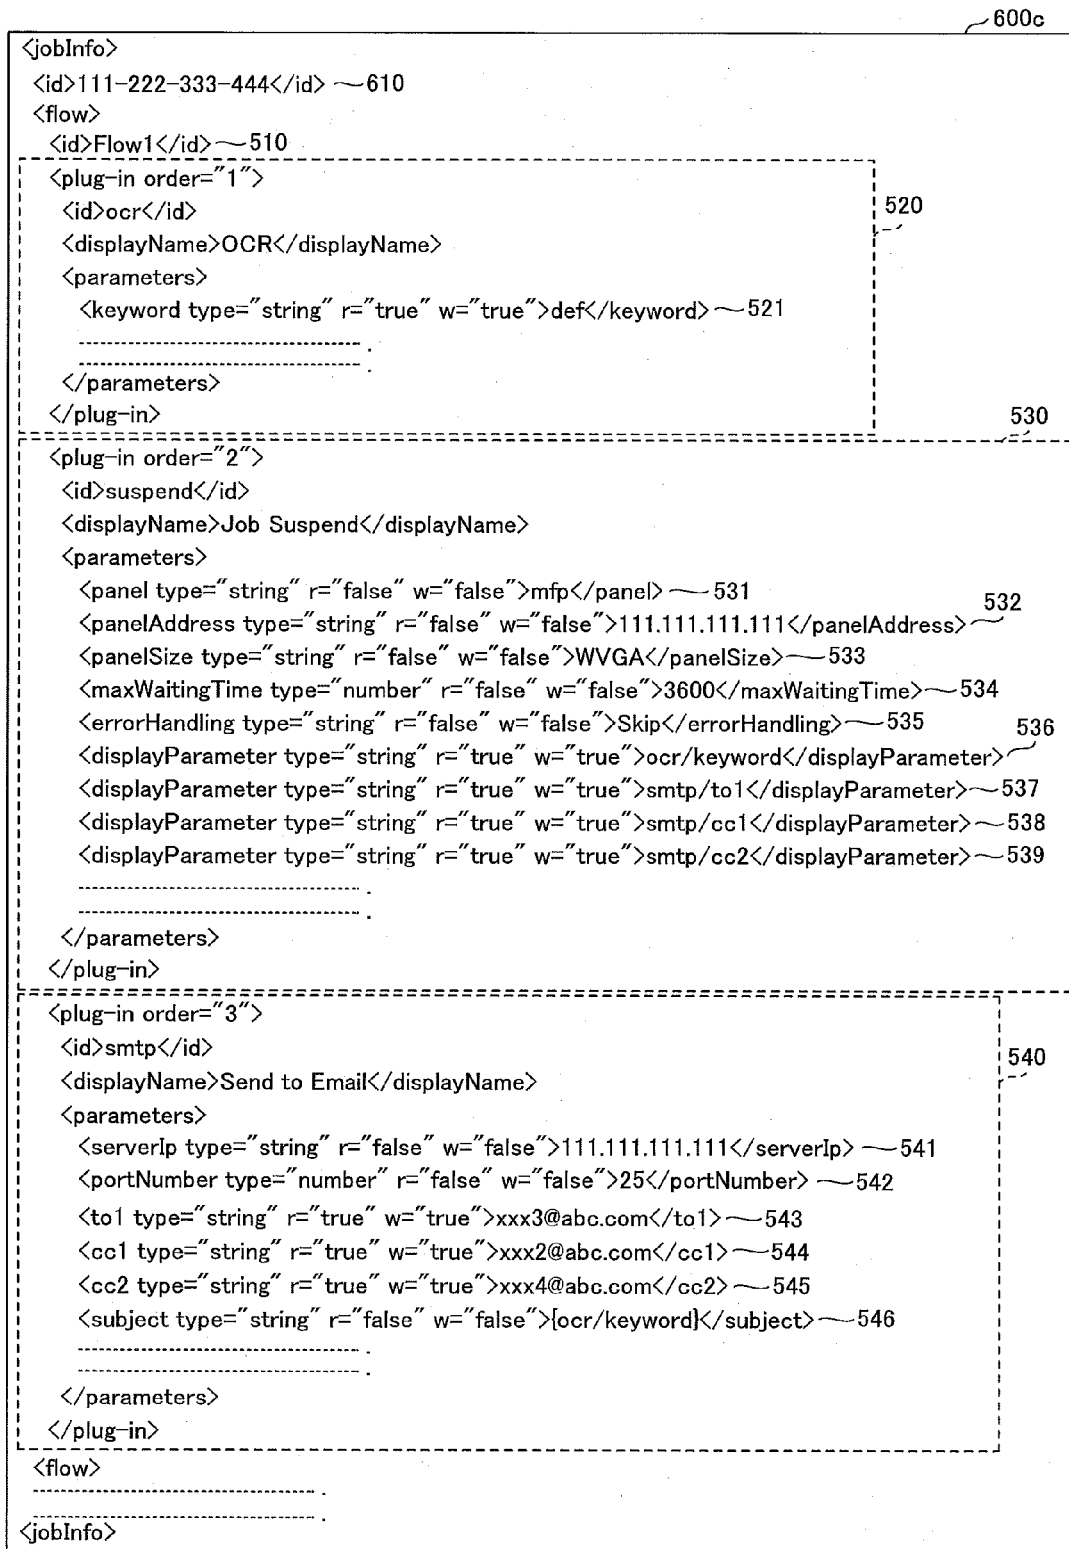 600c
<jobInfo>
<id>111-222-333-444</id> 610
<flow>
<id>Flow1</id> 510
<plug-in order="1">
<id>ocr</id> 520
<displayName>OCR</displayName>
<parameters>
<keyword type="string" r="true" w="true">def</keyword> 521
</parameters>
</plug-in>
530
<plug-in order="2">
<id>suspend</id>
<displayName>Job Suspend</displayName>
<parameters>
<panel type="string" r="false" w="false">mfp</panel> 531
<panelAddress type="string" r="false" w="false">111.111.111.111</panelAddress> 532
<panelSize type="string" r="false" w="false">WVGA</panelSize> 533
<maxWaitingTime type="number" r="false" w="false">3600</maxWaitingTime> 534
<errorHandling type="string" r="false" w="false">Skip</errorHandling> 535
<displayParameter type="string" r="true" w="true">ocr/keyword</displayParameter> 536
<displayParameter type="string" r="true" w="true">smtp/to1</displayParameter> 537
<displayParameter type="string" r="true" w="true">smtp/cc1</displayParameter> 538
<displayParameter type="string" r="true" w="true">smtp/cc2</displayParameter> 539
</parameters>
</plug-in>
<plug-in order="3">
<id>smtp</id> 540
<displayName>Send to Email</displayName>
<parameters>
<serverIp type="string" r="false" w="false">111.111.111.111</serverIp> 541
<portNumber type="number" r="false" w="false">25</portNumber> 542
<to1 type="string" r="true" w="true">xxx3@abc.com</to1> 543
<cc1 type="string" r="true" w="true">xxx2@abc.com</cc1> 544
<cc2 type="string" r="true" w="true">xxx4@abc.com</cc2> 545
<subject type="string" r="false" w="false">{ocr/keyword}</subject> 546
</parameters>
</plug-in>
<flow>
<jobInfo>